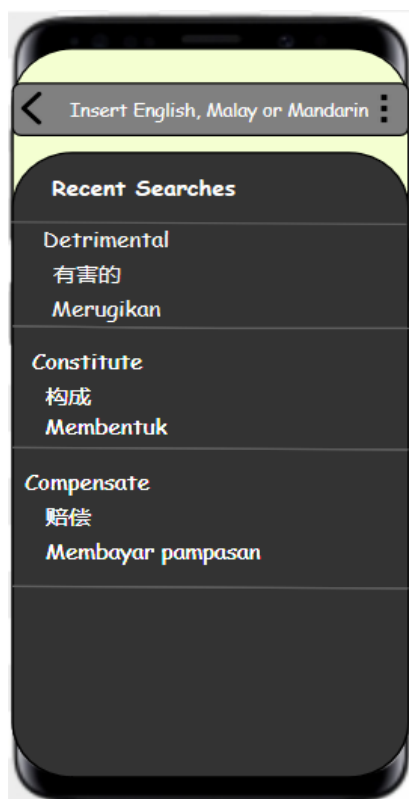 Insert English, Malay or Mandarin
Recent Searches
Detrimental
有害的
Merugikan
Constitute
构成
Membentuk
Compensate
赔偿
Membayar pampasan